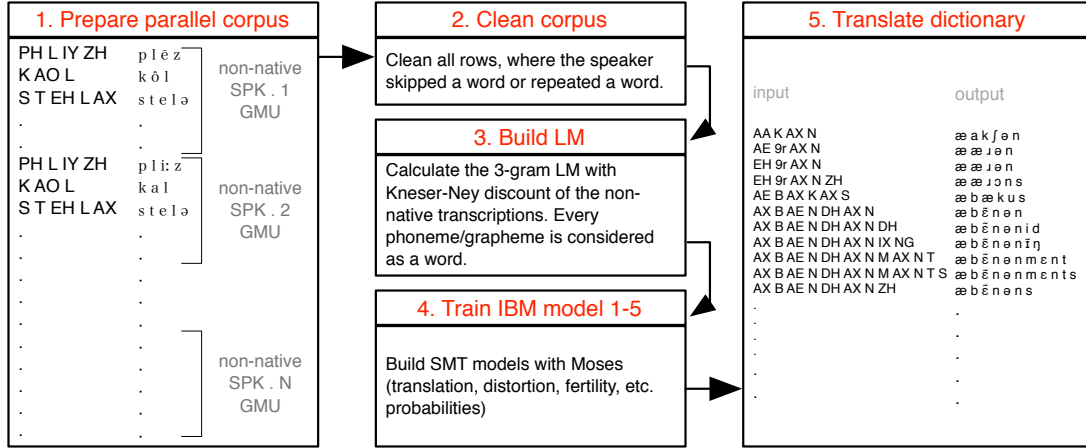 1. Prepare parallel corpus
PH L IY ZH p l ē z
K AO L k ô l
S T EH L AX s t e l ə
. .
. .
non-native
SPK . 1
GMU
PH L IY ZH p l i: z
K AO L k a l
S T EH L AX s t e l ə
. .
. .
non-native
SPK . 2
GMU
. .
. .
. .
. .
. .
. .
. .
non-native
SPK . N
GMU
2. Clean corpus
Clean all rows, where the speaker
skipped a word or repeated a word.
3. Build LM
Calculate the 3-gram LM with
Kneser-Ney discount of the non-
native transcriptions. Every
phoneme/grapheme is considered
as a word.
4. Train IBM model 1-5
Build SMT models with Moses
(translation, distortion, fertility, etc.
probabilities)
5. Translate dictionary
input output
AA K AX N æ a k ʃ ə n
AE 9r AX N æ æ ɹ ə n
EH 9r AX N æ æ ɹ ə n
EH 9r AX N ZH æ æ ɹ ɔ n s
AE B AX K AX S æ b æ k u s
AX B AE N DH AX N æ b ɛ̃ n ə n
AX B AE N DH AX N DH æ b ɛ̃ n ə n i d
AX B AE N DH AX N IX NG æ b ɛ̃ n ə n ĩ ŋ
AX B AE N DH AX N M AX N T æ b ɛ̃ n ə n m ɛ n t
AX B AE N DH AX N M AX N T S æ b ɛ̃ n ə n m ɛ n t s
AX B AE N DH AX N ZH æ b ɛ̃ n ə n s
. .
. .
. .
. .
. .